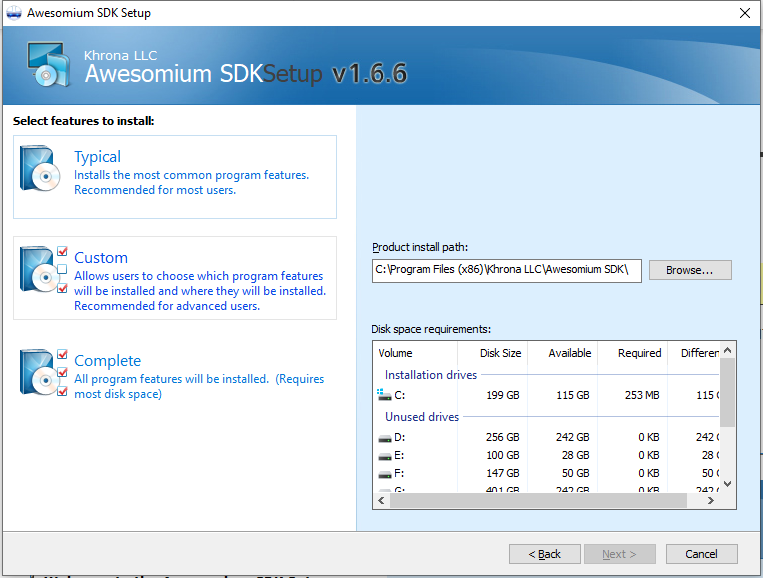 Awesomium SDK Setup
Khrona LLC
Awesomium SDKSetup v1.6.6
Select features to install:
Typical
Installs the most common program features.
Recommended for most users.
Custom
Allows users to choose which program features
will be installed and where they will be installed.
Recommended for advanced users.
Complete
All program features will be installed. (Requires
most disk space)
Product install path:
C:\Program Files (x86)\Khrona LLC\Awesomium SDK\
Browse...
Disk space requirements:
Volume Disk Size Available Required Differen
Installation drives
C: 199 GB 115 GB 253 MB 115 G
Unused drives
D: 256 GB 242 GB 0 KB 242 G
E: 100 GB 28 GB 0 KB 28 G
F: 147 GB 50 GB 0 KB 50 G
G: 401 GB 242 GB 0 KB 242 G
< Back Next > Cancel